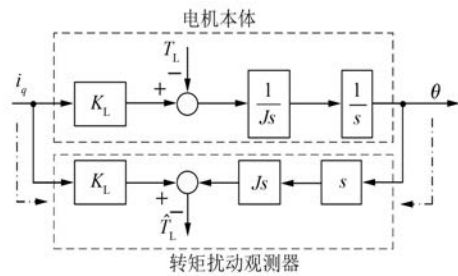 电机本体
T_L
−
i_q
K_L
+
1/Js
1/s
θ
K_L
+
−
Js
s
T̂_L
转矩扰动观测器